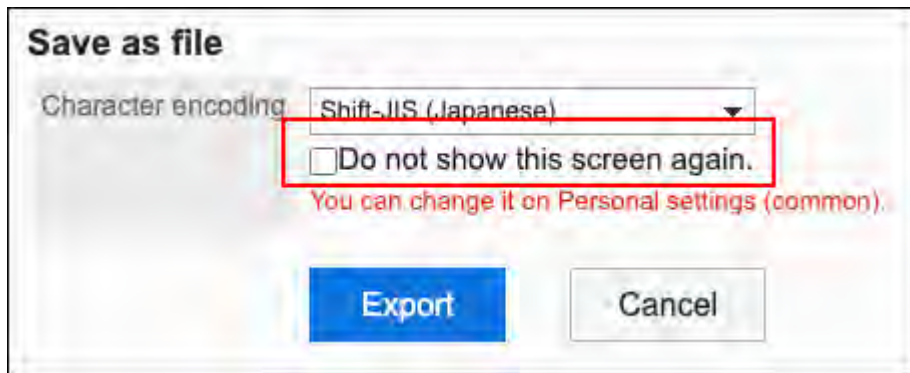 Save as file
Character encoding Shift-JIS (Japanese)
Do not show this screen again.
You can change it on Personal settings (common).
Export Cancel